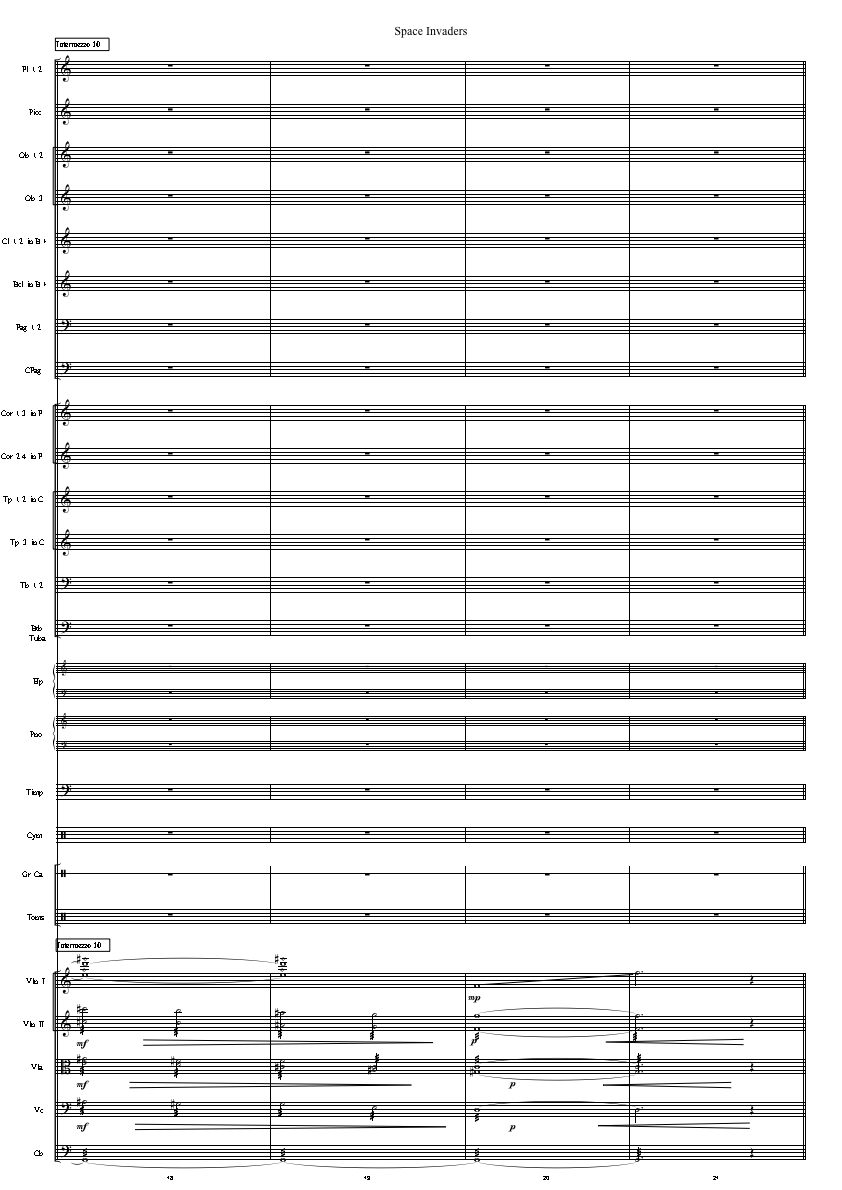 Space Invaders
Intermezzo 10
Fl 1 2
Picc
Ob 1 2
Ob 3
Cl 1 2 in B♭
Bcl in B♭
Fag 1 2
CFag
Cor 1 3 in F
Cor 2 4 in F
Tp 1 2 in C
Tp 3 in C
Tb 1 2
Btb
Tuba
Hp
Pno
Timp
Cym
Gr Ca
Toms
Intermezzo 10
Vln I
mp
Vln II
mf
p
Vla
mf
p
Vc
mf
p
Cb
18
19
20
21